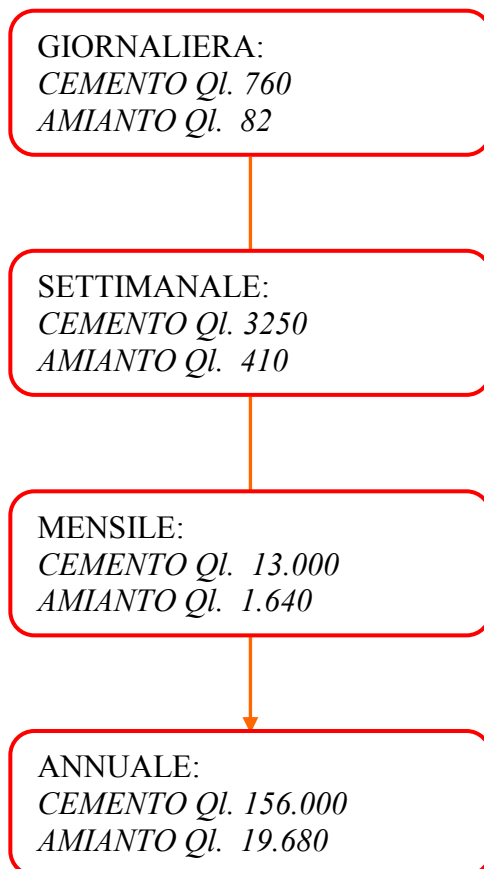 GIORNALIERA:
CEMENTO Ql. 760
AMIANTO Ql. 82
SETTIMANALE:
CEMENTO Ql. 3250
AMIANTO Ql. 410
MENSILE:
CEMENTO Ql. 13.000
AMIANTO Ql. 1.640
ANNUALE:
CEMENTO Ql. 156.000
AMIANTO Ql. 19.680